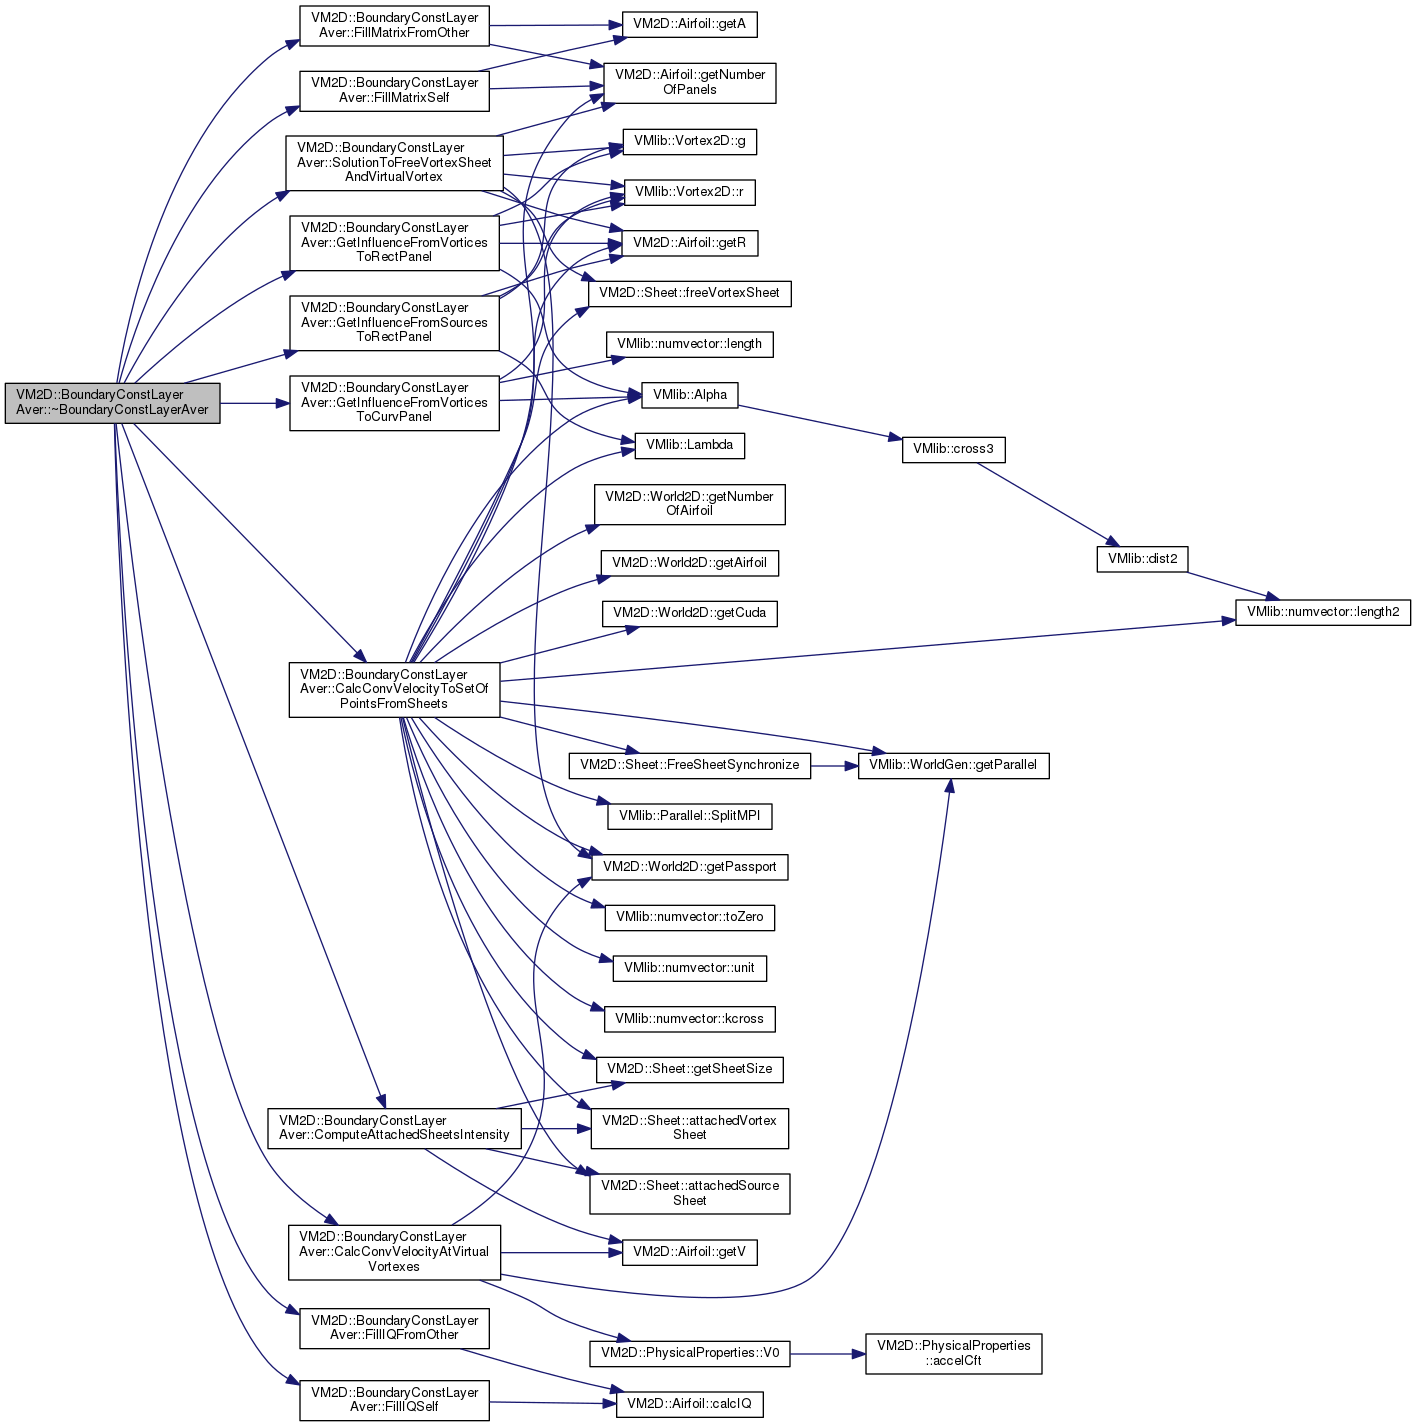 VM2D::BoundaryConstLayer
Aver::~BoundaryConstLayerAver
VM2D::BoundaryConstLayer
Aver::FillMatrixFromOther
VM2D::BoundaryConstLayer
Aver::FillMatrixSelf
VM2D::BoundaryConstLayer
Aver::SolutionToFreeVortexSheet
AndVirtualVortex
VM2D::BoundaryConstLayer
Aver::GetInfluenceFromVortices
ToRectPanel
VM2D::BoundaryConstLayer
Aver::GetInfluenceFromSources
ToRectPanel
VM2D::BoundaryConstLayer
Aver::GetInfluenceFromVortices
ToCurvPanel
VM2D::BoundaryConstLayer
Aver::CalcConvVelocityToSetOf
PointsFromSheets
VM2D::BoundaryConstLayer
Aver::ComputeAttachedSheetsIntensity
VM2D::BoundaryConstLayer
Aver::CalcConvVelocityAtVirtual
Vortexes
VM2D::BoundaryConstLayer
Aver::FillIQFromOther
VM2D::BoundaryConstLayer
Aver::FillIQSelf
VM2D::Airfoil::getA
VM2D::Airfoil::getNumber
OfPanels
VMlib::Vortex2D::g
VMlib::Vortex2D::r
VM2D::Airfoil::getR
VM2D::Sheet::freeVortexSheet
VMlib::numvector::length
VMlib::Alpha
VMlib::Lambda
VM2D::World2D::getNumber
OfAirfoil
VM2D::World2D::getAirfoil
VM2D::World2D::getCuda
VM2D::Sheet::FreeSheetSynchronize
VMlib::Parallel::SplitMPI
VM2D::World2D::getPassport
VMlib::numvector::toZero
VMlib::numvector::unit
VMlib::numvector::kcross
VM2D::Sheet::getSheetSize
VM2D::Sheet::attachedVortex
Sheet
VM2D::Sheet::attachedSource
Sheet
VM2D::Airfoil::getV
VM2D::PhysicalProperties::V0
VM2D::Airfoil::calcIQ
VMlib::cross3
VMlib::dist2
VMlib::numvector::length2
VMlib::WorldGen::getParallel
VM2D::PhysicalProperties
::accelCft